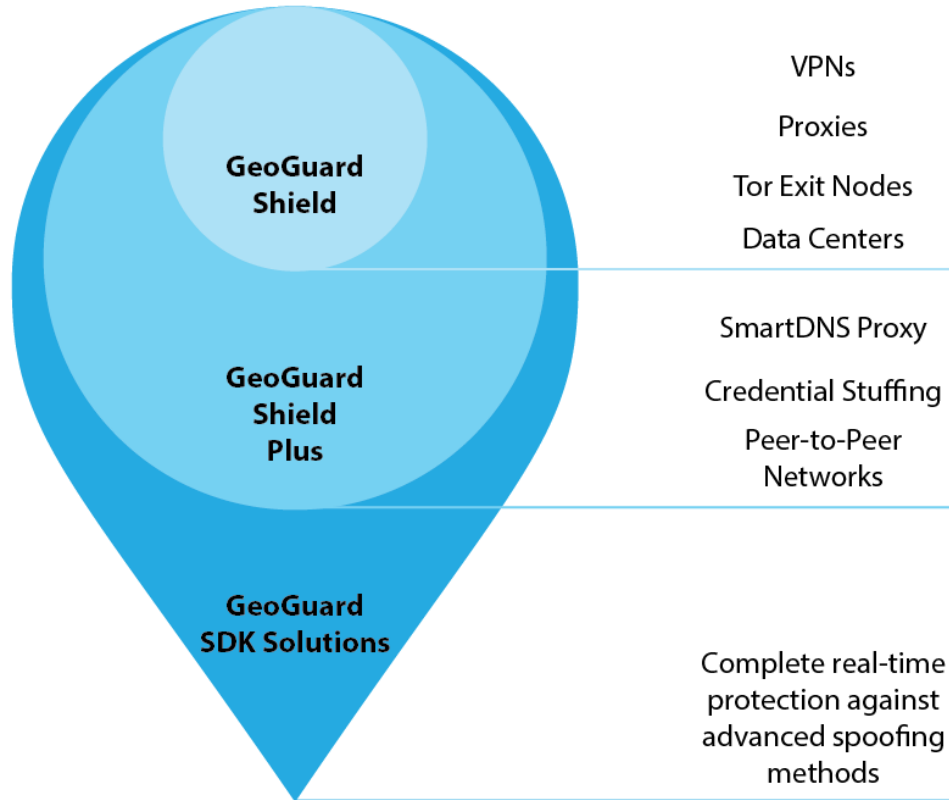 GeoGuard
Shield
VPNs
Proxies
Tor Exit Nodes
Data Centers
GeoGuard
Shield
Plus
SmartDNS Proxy
Credential Stuffing
Peer-to-Peer
Networks
GeoGuard
SDK Solutions
Complete real-time
protection against
advanced spoofing
methods